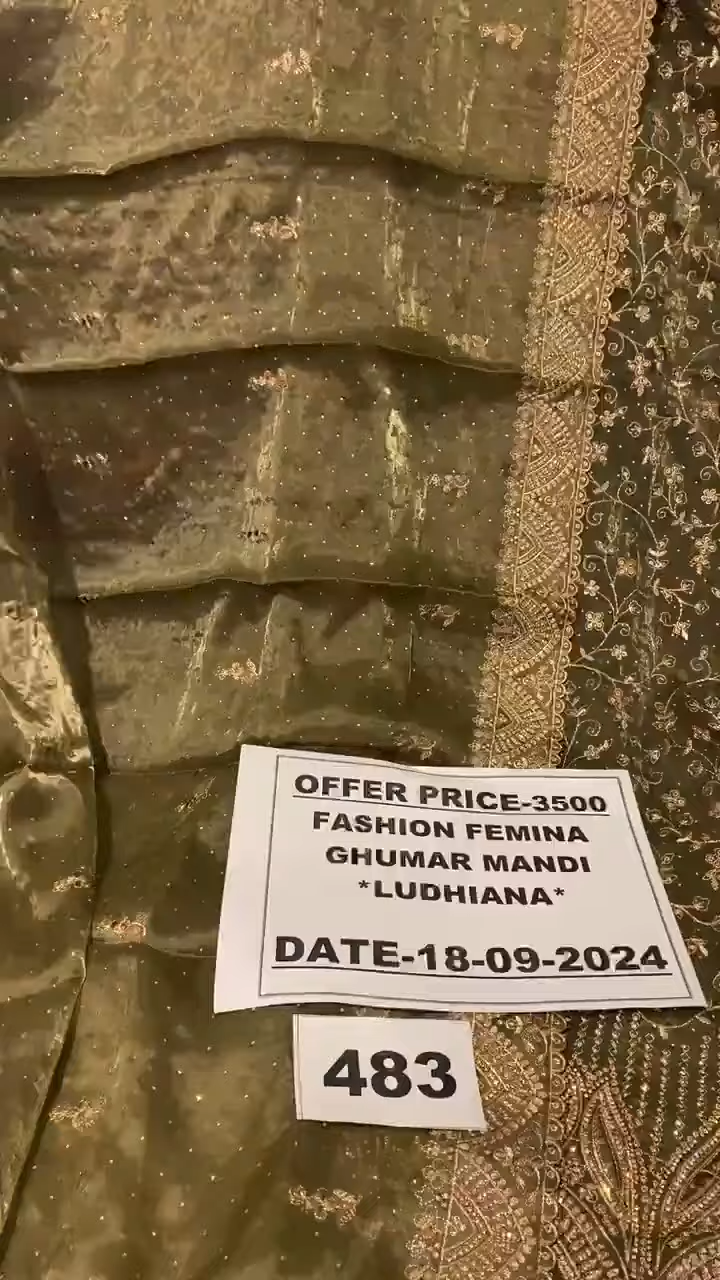 OFFER PRICE-3500
FASHION FEMINA
GHUMAR MANDI
*LUDHIANA*
DATE-18-09-2024
483